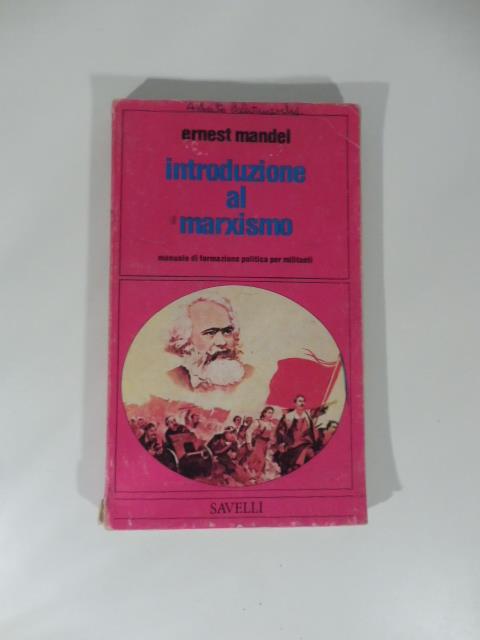 ernest mandel
introduzione
al
marxismo
manuale di formazione politica per militanti
SAVELLI